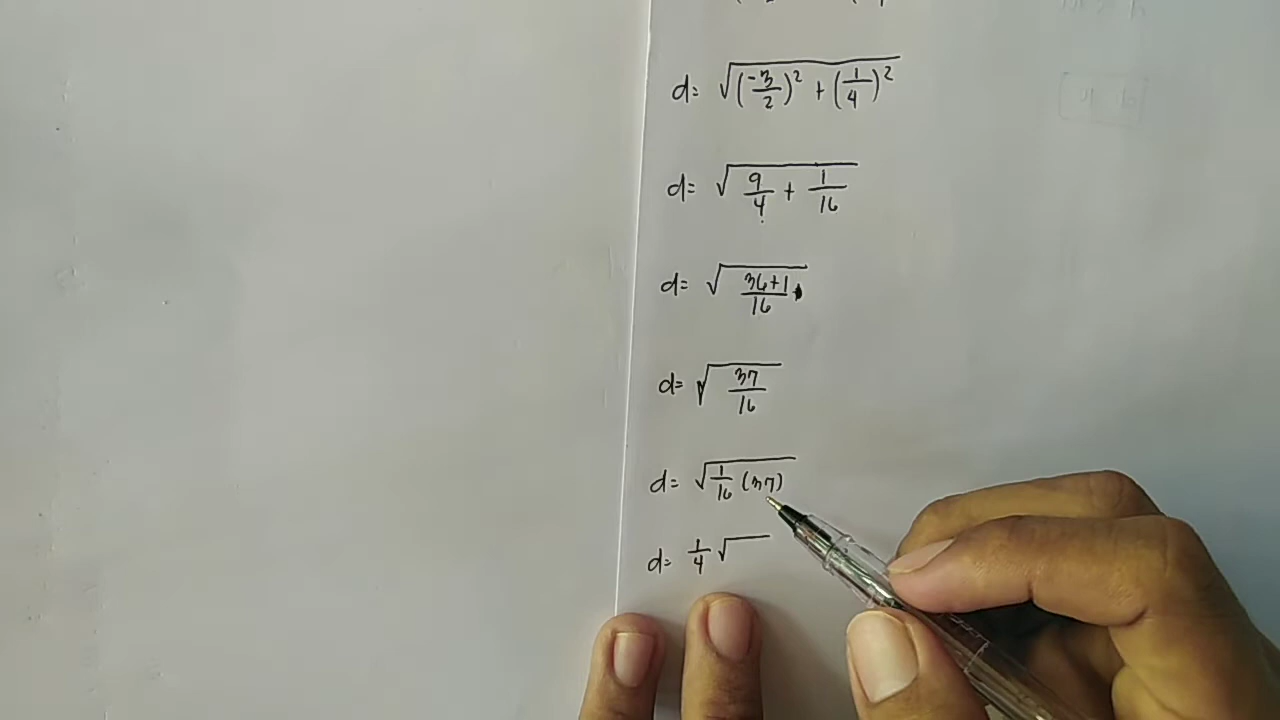 d= √(-3/2)² + (1/4)²
d= √9/4 + 1/16
d= √36+1/16
d= √37/16
d= √1/16 (37)
d= 1/4 √